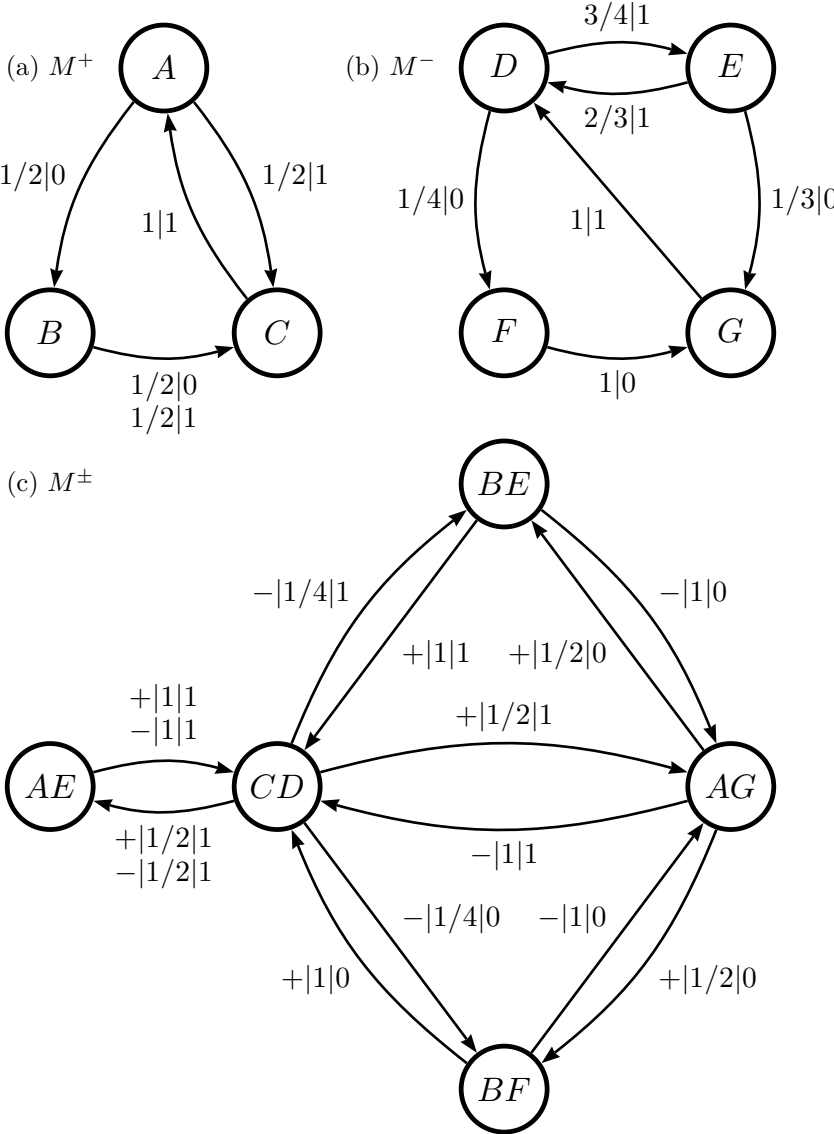 (a) M⁺
A
1/2|0
1/2|1
1|1
B
C
1/2|0
1/2|1
(b) M⁻
3/4|1
D
E
2/3|1
1/4|0
1|1
1/3|0
F
G
1|0
(c) M±
BE
−|1/4|1
−|1|0
+|1|1
+|1/2|0
+|1|1
−|1|1
+|1/2|1
AE
CD
AG
+|1/2|1
−|1/2|1
−|1|1
−|1/4|0
−|1|0
+|1|0
+|1/2|0
BF